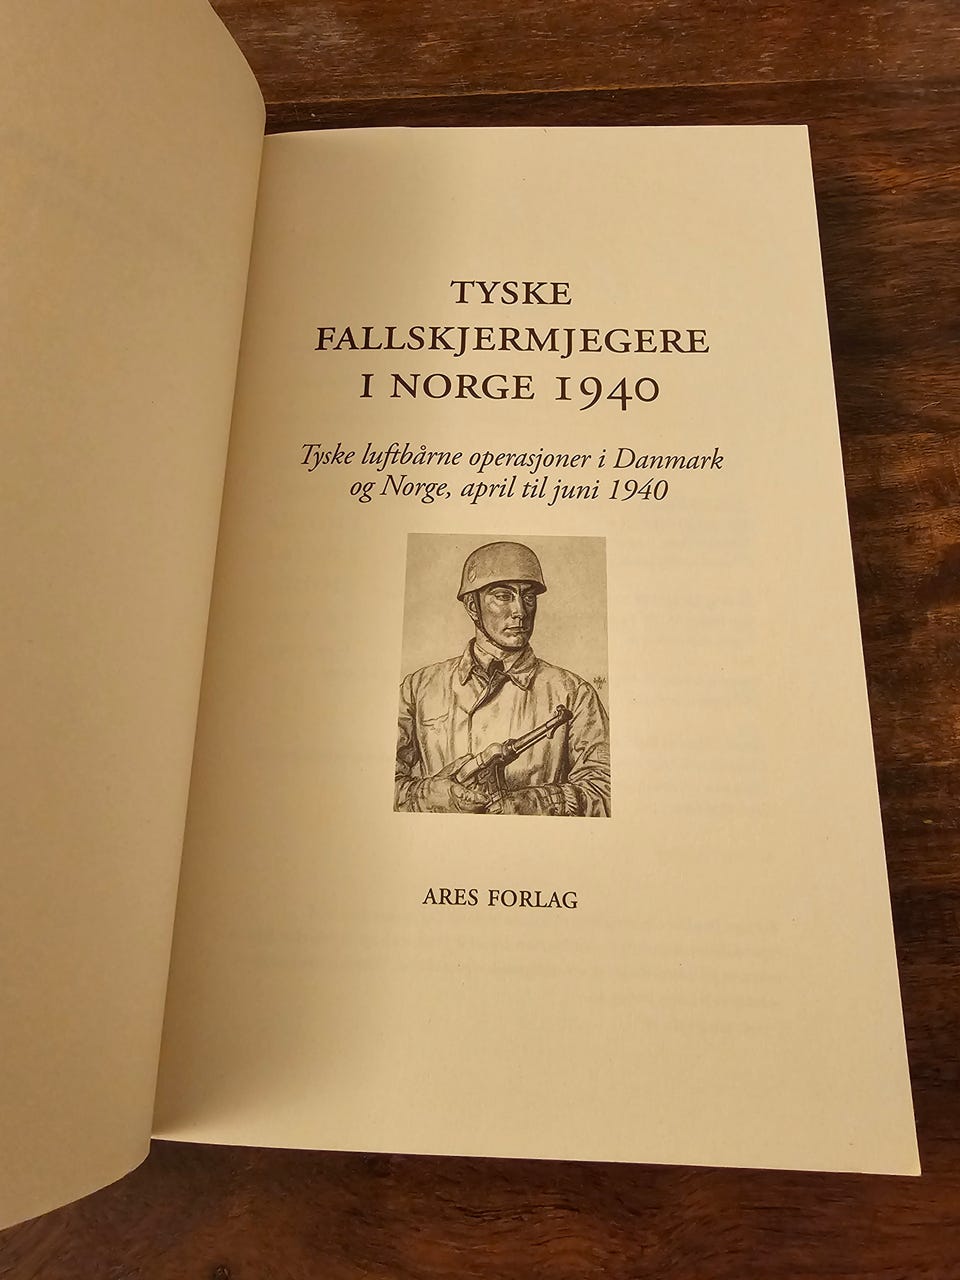 TYSKE
FALLSKJERMJEGERE
I NORGE 1940
Tyske luftbårne operasjoner i Danmark
og Norge, april til juni 1940
ARES FORLAG